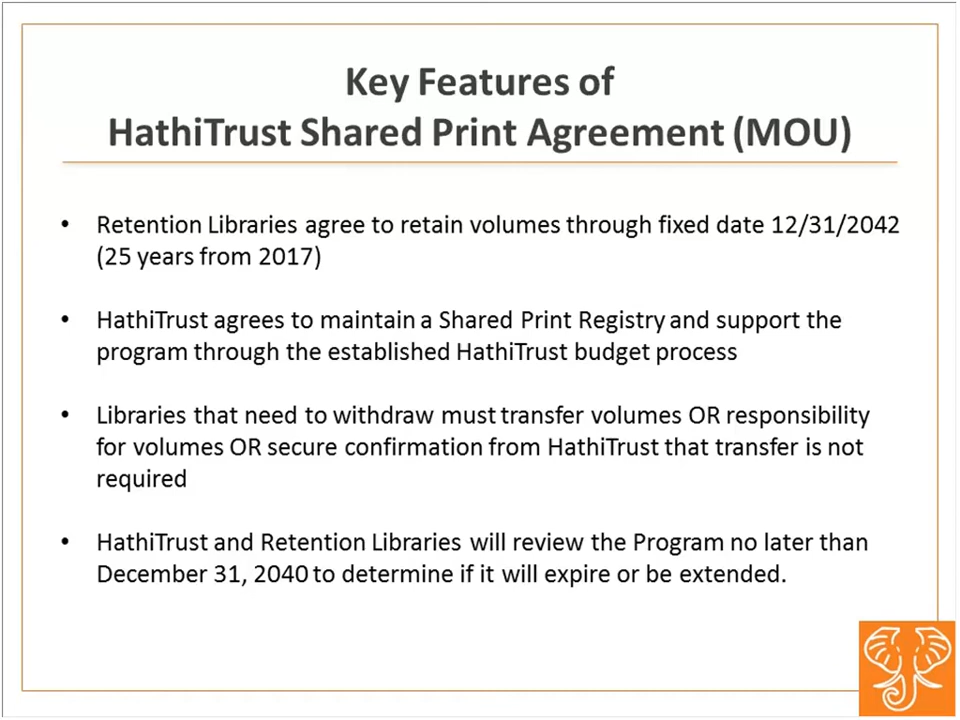 Key Features of
HathiTrust Shared Print Agreement (MOU)
• Retention Libraries agree to retain volumes through fixed date 12/31/2042
(25 years from 2017)
• HathiTrust agrees to maintain a Shared Print Registry and support the
program through the established HathiTrust budget process
• Libraries that need to withdraw must transfer volumes OR responsibility
for volumes OR secure confirmation from HathiTrust that transfer is not
required
• HathiTrust and Retention Libraries will review the Program no later than
December 31, 2040 to determine if it will expire or be extended.